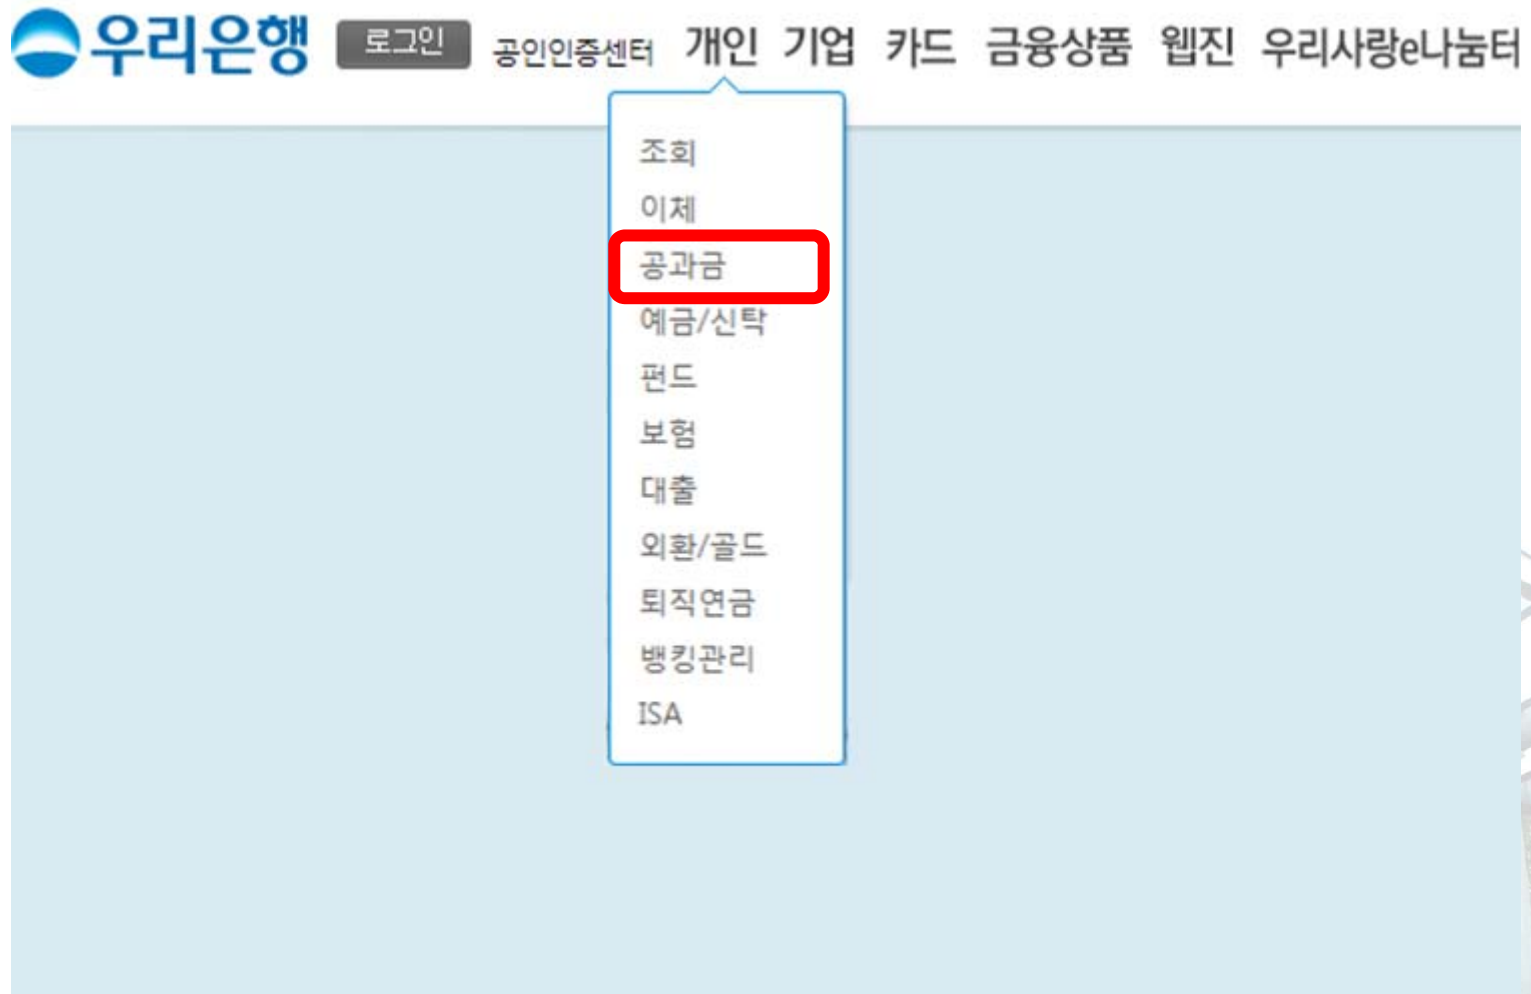 우리은행 로그인 공인인증센터 개인 기업 카드 금융상품 웹진 우리사랑e나눔터
조회
이체
공과금
예금/신탁
펀드
보험
대출
외환/골드
퇴직연금
뱅킹관리
ISA